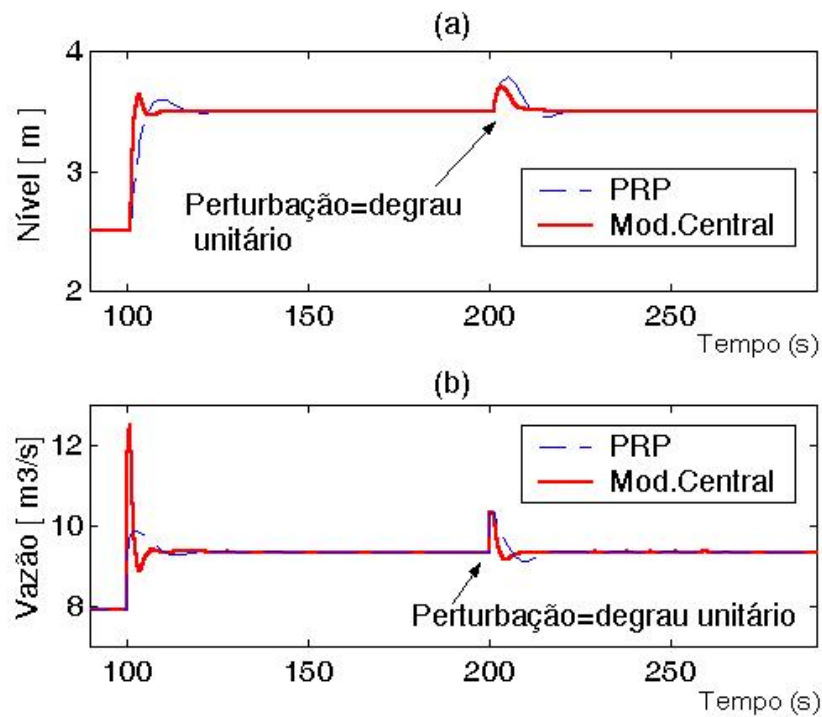 (a)
4
3
2
Nível [ m ]
Perturbação=degrau
unitário
PRP
Mod.Central
100
150
200
250
Tempo (s)
(b)
12
10
8
Vazão [ m3/s]
PRP
Mod.Central
Perturbação=degrau unitário
100
150
200
250
Tempo (s)